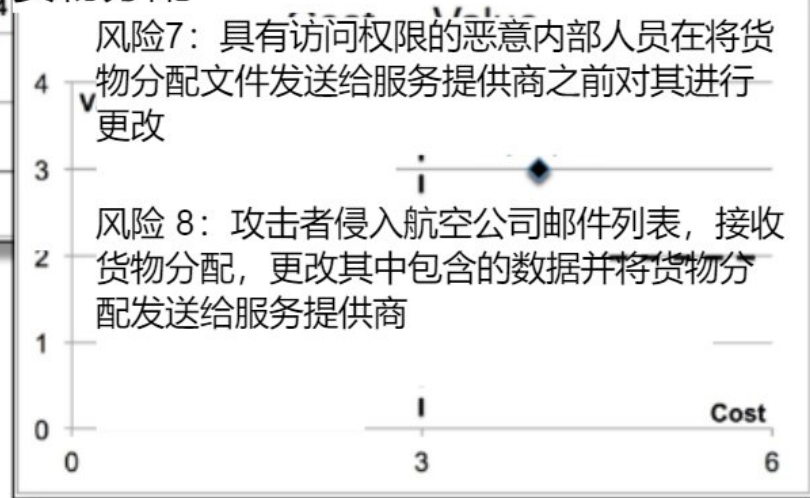 风险7：具有访问权限的恶意内部人员在将货
物分配文件发送给服务提供商之前对其进行
更改
风险 8：攻击者侵入航空公司邮件列表，接收
货物分配，更改其中包含的数据并将货物分
配发送给服务提供商
4
V
3
2
1
0
Cost
0 3 6